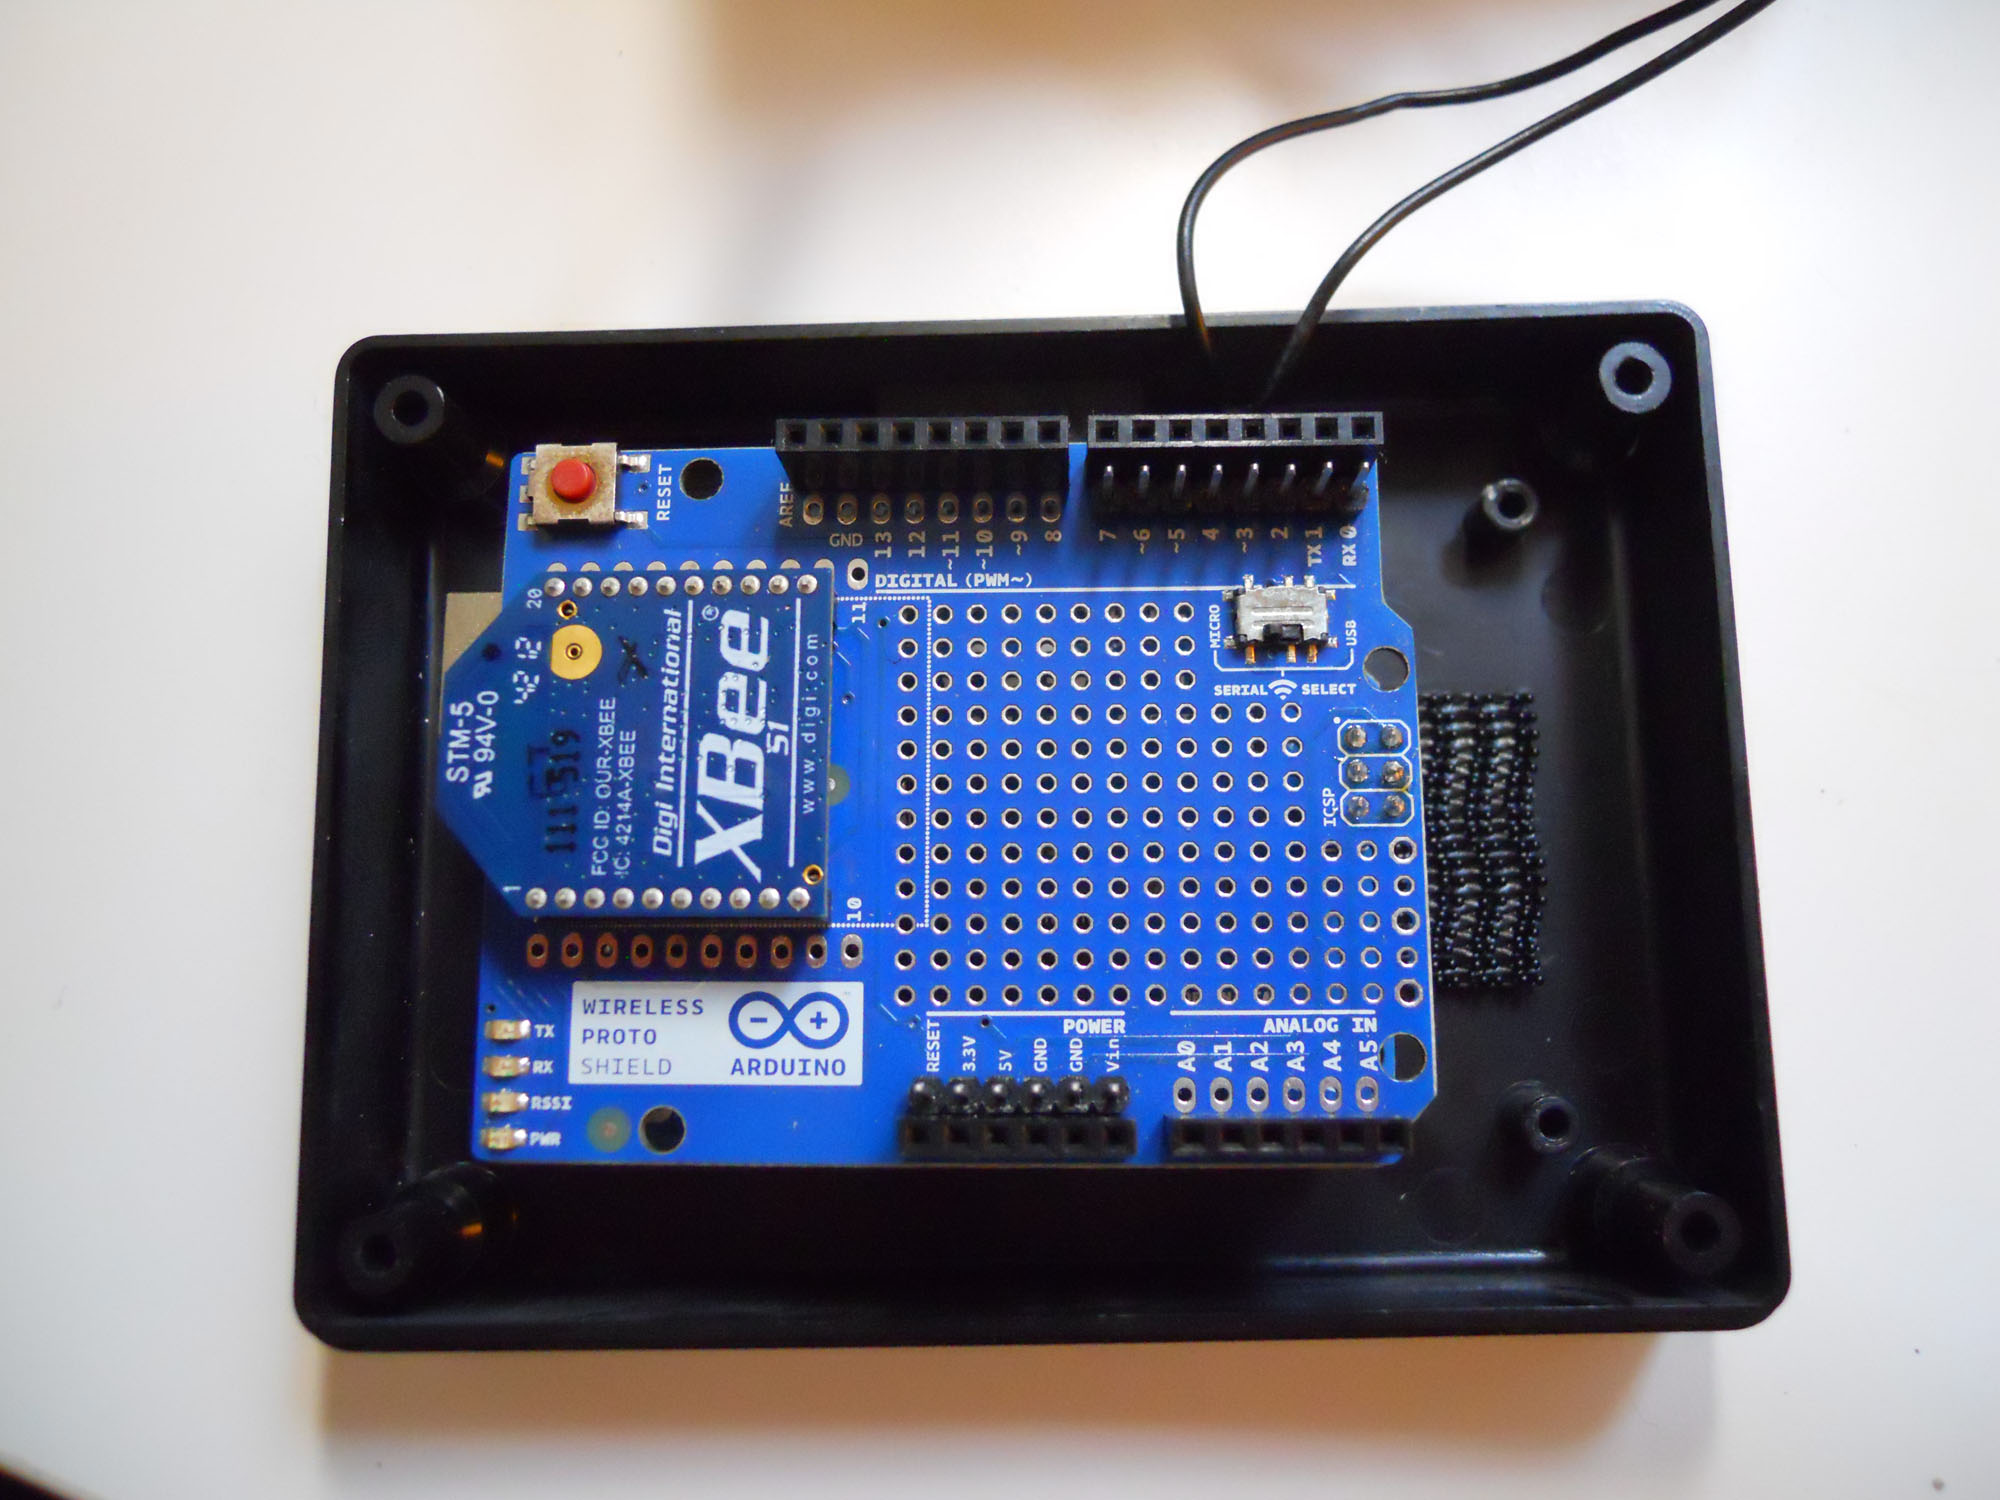 RESET
AREF
GND
13
12
~11
~10
~9
8
7
~6
~5
4
~3
2
TX 1
RX 0
DIGITAL (PWM~)
20
11
MICRO
USB
SERIAL SELECT
STM-5
94V-0
4212
111519
FCC ID: OUR-XBEE
IC: 4214A-XBEE
Digi International
XBee®
S1
www.digi.com
1
10
ICSP
WIRELESS
PROTO
SHIELD
ARDUINO
TX
RX
RSSI
PWR
POWER
RESET
3.3V
5V
GND
GND
Vin
ANALOG IN
A0
A1
A2
A3
A4
A5